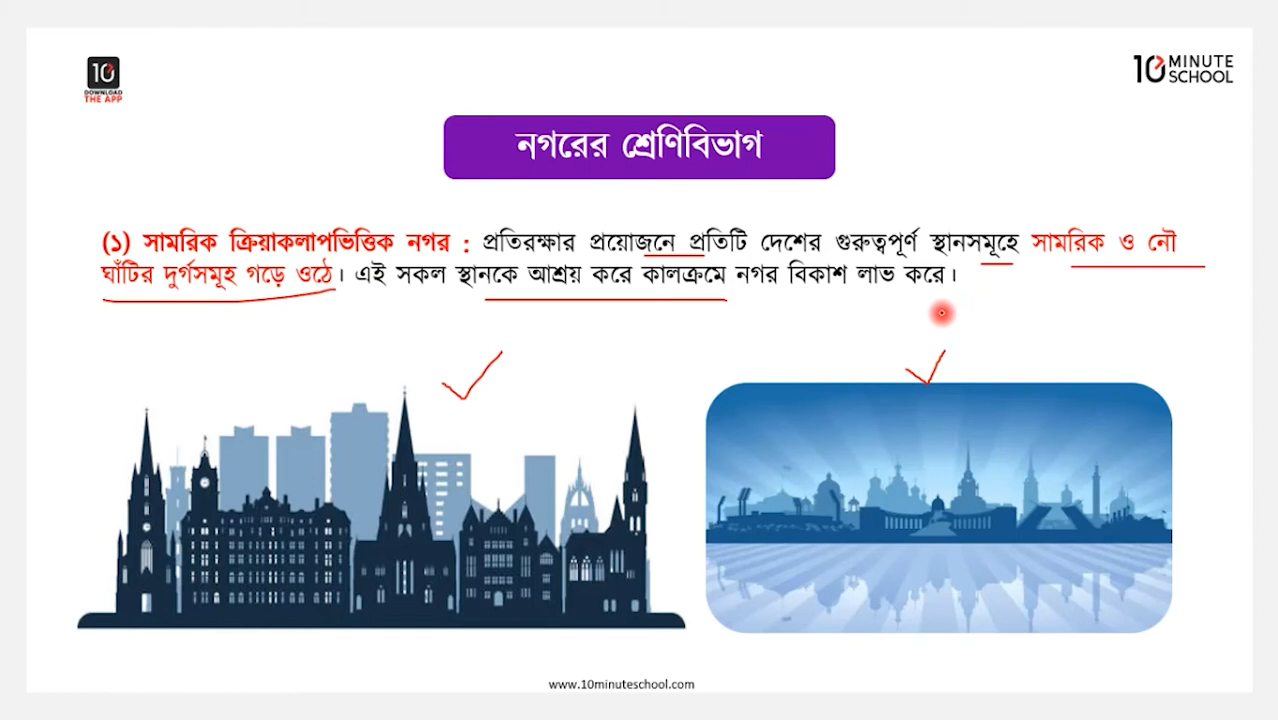 10
DOWNLOAD
THE APP
10 MINUTE
SCHOOL
নগরের শ্রেণিবিভাগ
(১) সামরিক ক্রিয়াকলাপভিত্তিক নগর : প্রতিরক্ষার প্রয়োজনে প্রতিটি দেশের গুরুত্বপূর্ণ স্থানসমূহে সামরিক ও নৌ
ঘাঁটির দুর্গসমূহ গড়ে ওঠে। এই সকল স্থানকে আশ্রয় করে কালক্রমে নগর বিকাশ লাভ করে।
www.10minuteschool.com